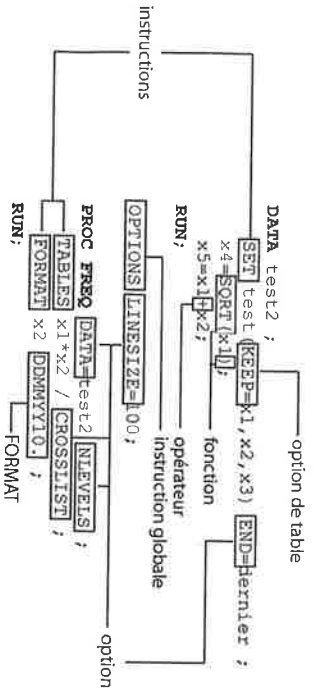 option de table
DATA test2 ;
SET test (KEEP=x1,x2,x3) END=dernier ;
x4=SQRT(x1);
x5=x1+x2;
RUN;
fonction
opérateur
instruction globale
instructions
OPTIONS LINESIZE=100;
option
PROC FREQ DATA=test2 NLEVELS ;
TABLES x1*x2 / CROSSLIST ;
FORMAT x2 DDMMYY10. ;
RUN;
FORMAT